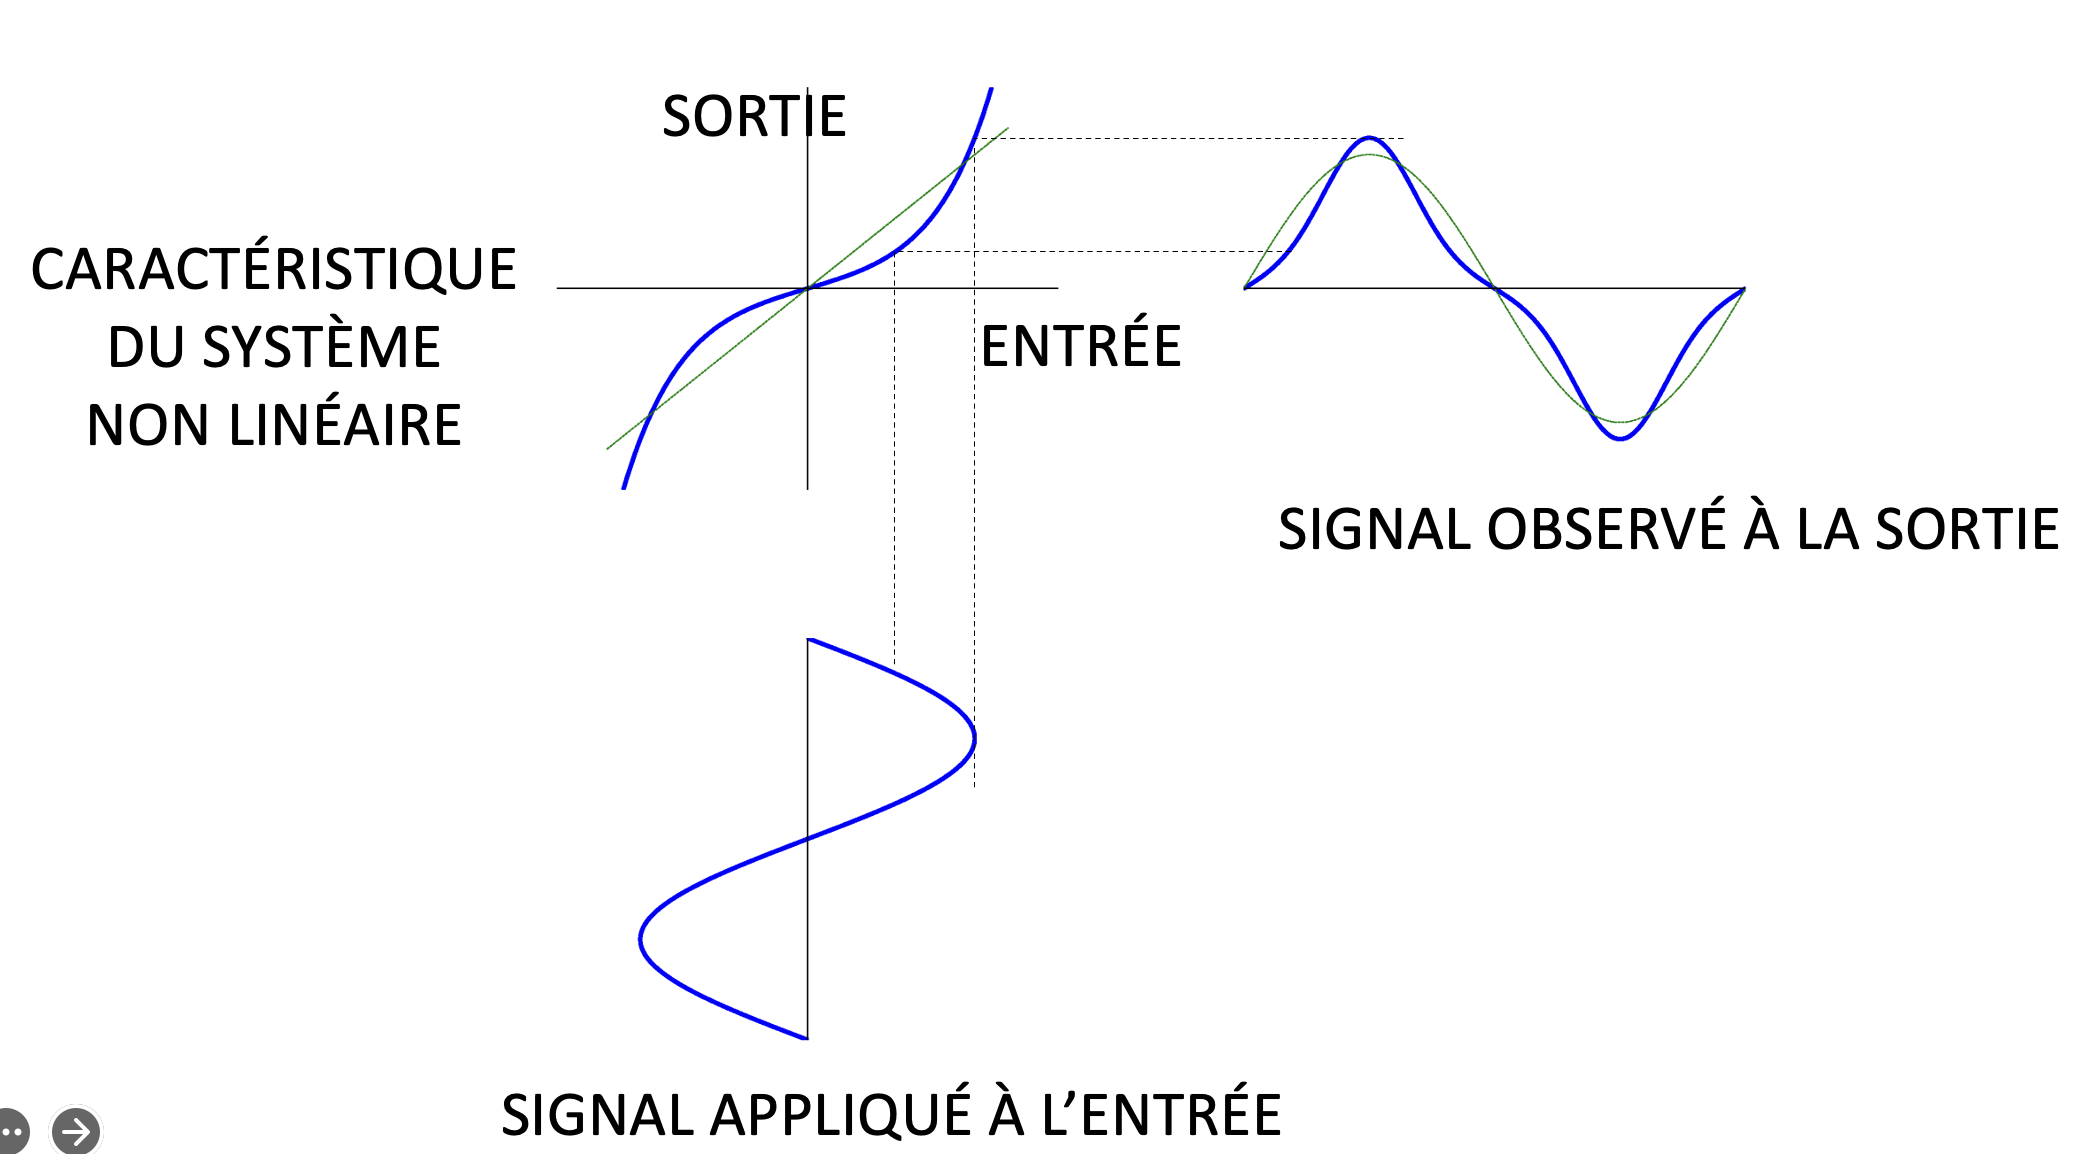 SORTIE
CARACTÉRISTIQUE
DU SYSTÈME
NON LINÉAIRE
ENTRÉE
SIGNAL OBSERVÉ À LA SORTIE
SIGNAL APPLIQUÉ À L’ENTRÉE